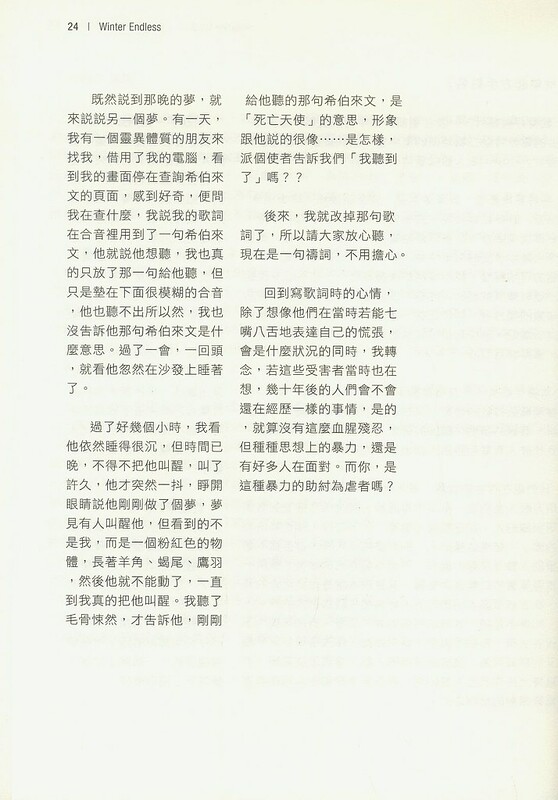 24 | Winter Endless
既然説到那晚的夢，就
來説説另一個夢。有一天，
我有一個靈異體質的朋友來
找我，借用了我的電腦，看
到我的畫面停在查詢希伯來
文的頁面，感到好奇，便問
我在查什麼，我説我的歌詞
在合音裡用到了一句希伯來
文，他就説他想聽，我也真
的只放了那一句給他聽，但
只是墊在下面很模糊的合音
，他也聽不出所以然，我也
沒告訴他那句希伯來文是什
麼意思。過了一會，一回頭
，就看他忽然在沙發上睡著
了。
過了好幾個小時，我看
他依然睡得很沉，但時間已
晚，不得不把他叫醒，叫了
許久，他才突然一抖，睜開
眼睛説他剛剛做了個夢，夢
見有人叫醒他，但看到的不
是我，而是一個粉紅色的物
體，長著羊角、蝎尾、鷹羽
，然後他就不能動了，一直
到我真的把他叫醒。我聽了
毛骨悚然，才告訴他，剛剛
給他聽的那句希伯來文，是
「死亡天使」的意思，形象
跟他説的很像⋯⋯是怎樣，
派個使者告訴我們「我聽到
了」嗎？？
後來，我就改掉那句歌
詞了，所以請大家放心聽，
現在是一句禱詞，不用擔心。
回到寫歌詞時的心情，
除了想像他們在當時若能七
嘴八舌地表達自己的慌張，
會是什麼狀況的同時，我轉
念，若這些受害者當時也在
想，幾十年後的人們會不會
還在經歷一樣的事情，是的
，就算沒有這麼血腥殘忍，
但種種思想上的暴力，還是
有好多人在面對。而你，是
這種暴力的助紂為虐者嗎？